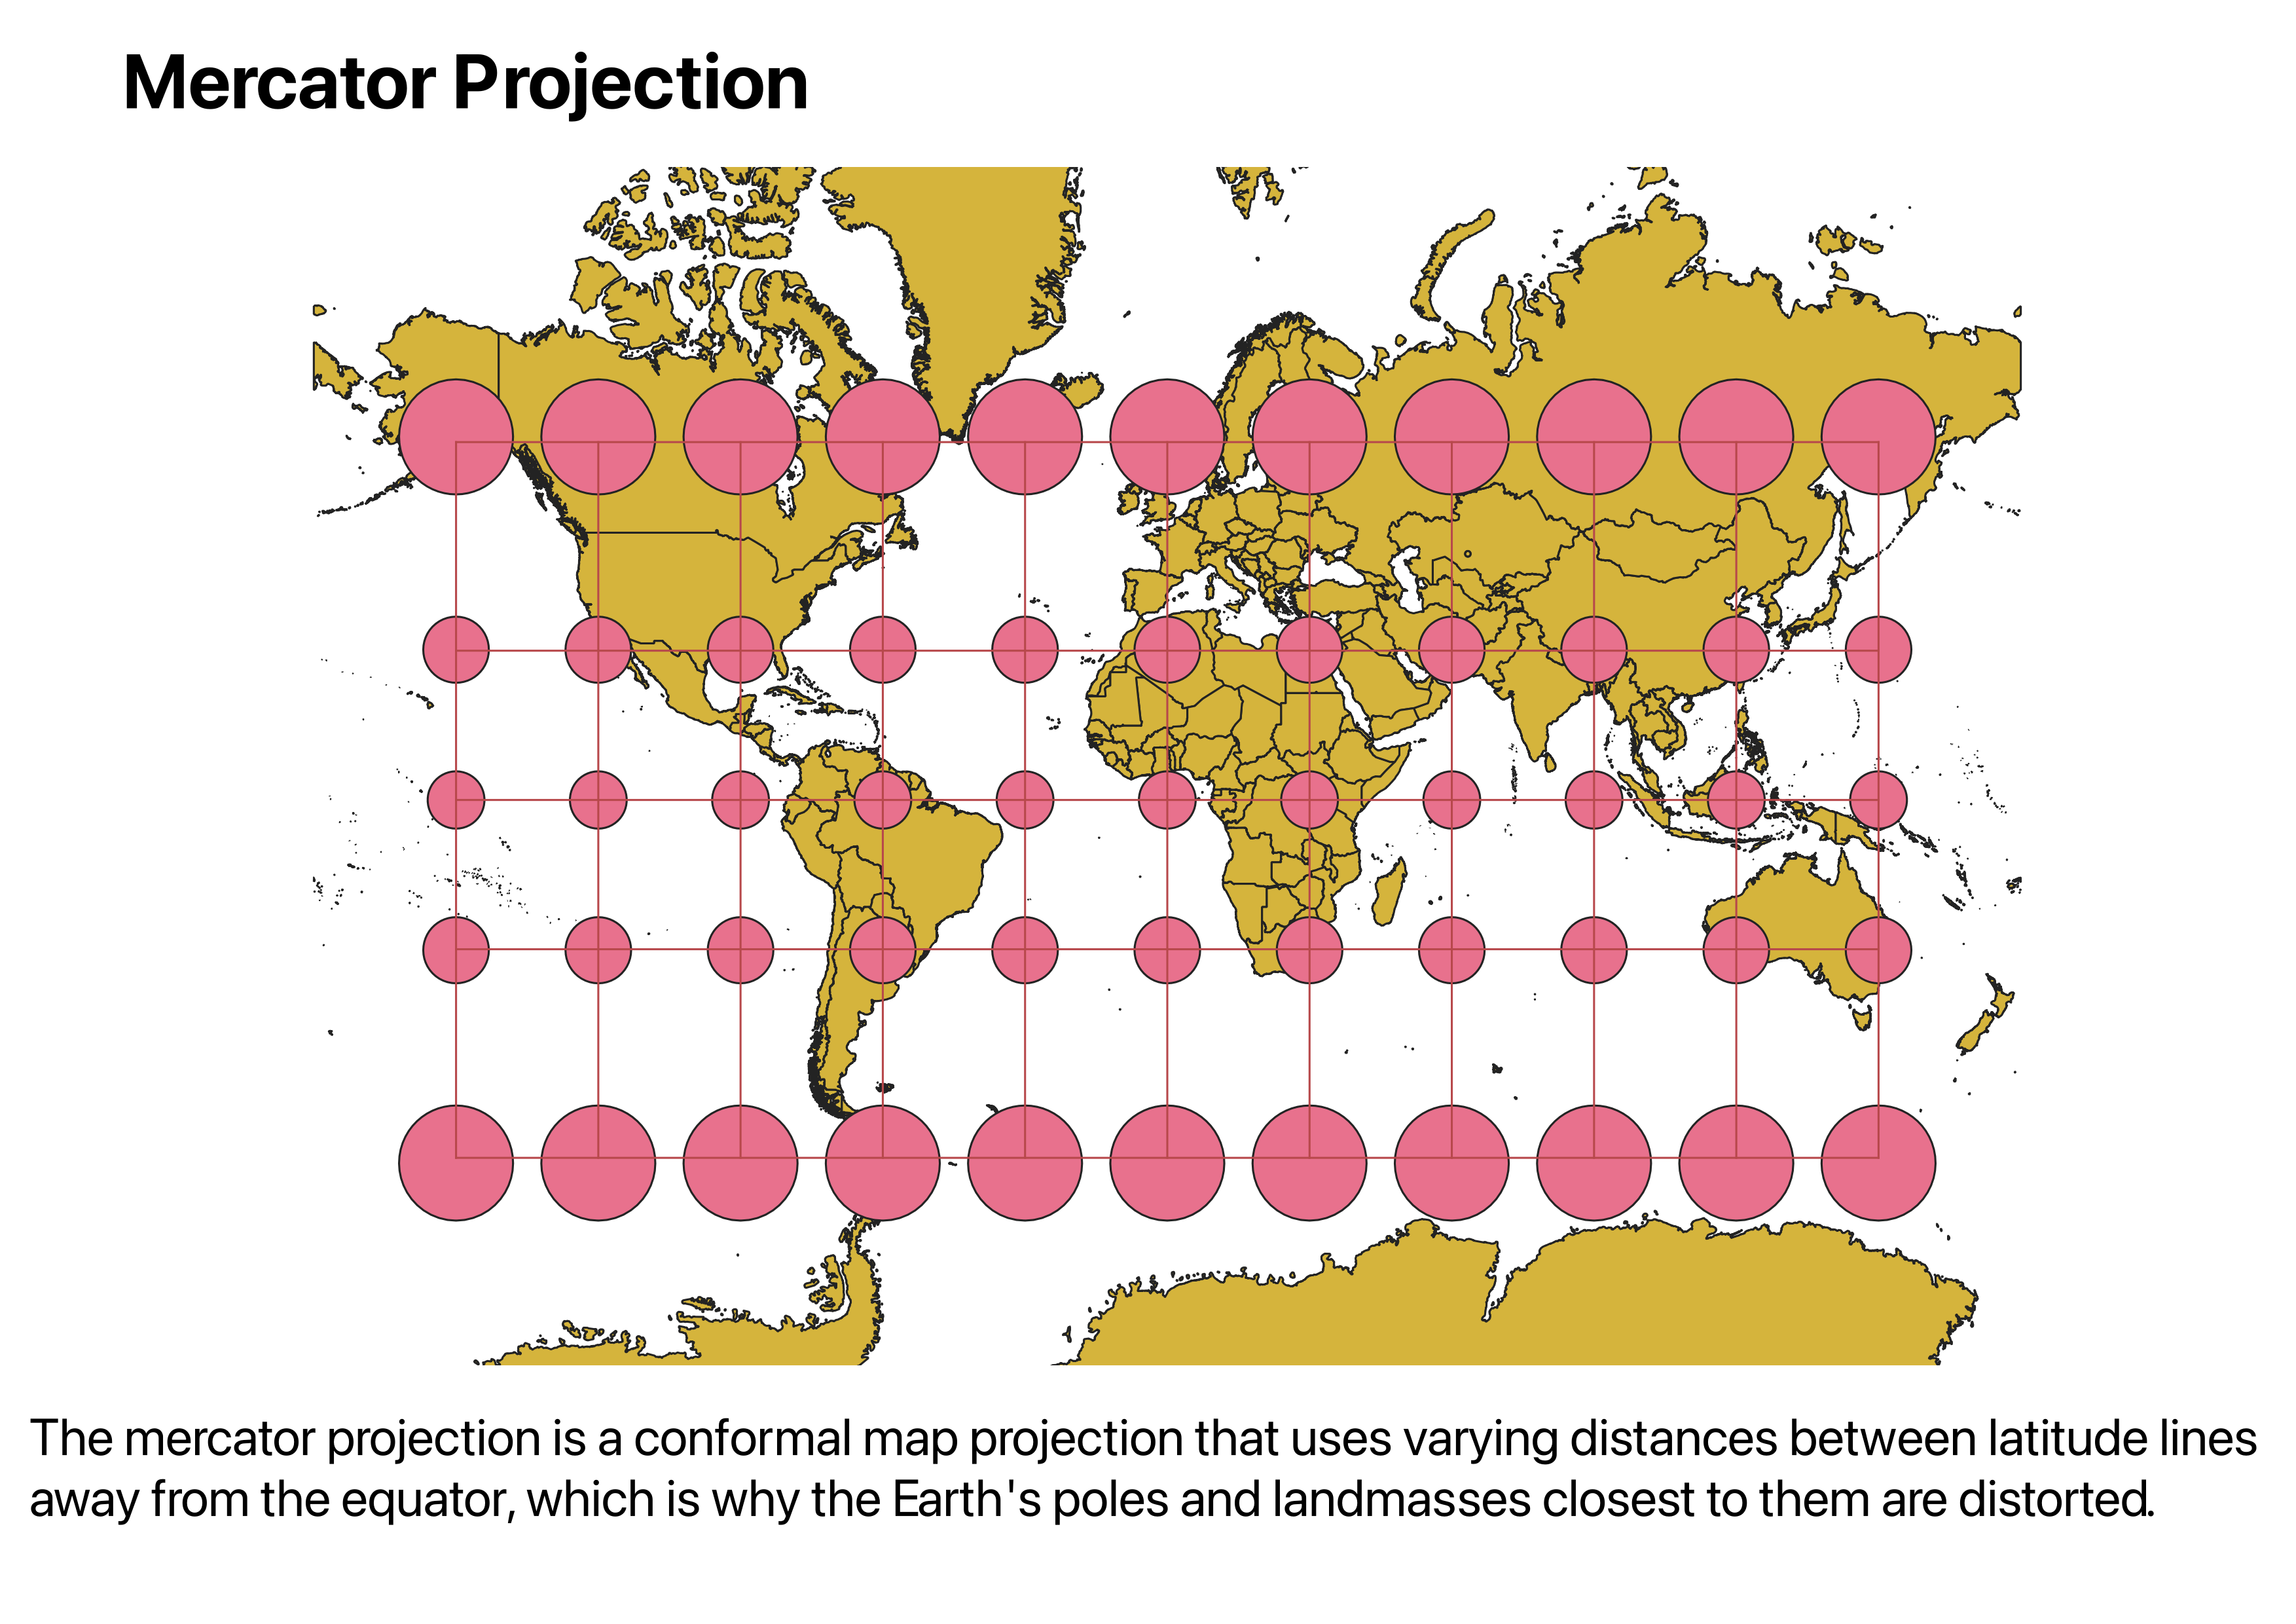 Mercator Projection
The mercator projection is a conformal map projection that uses varying distances between latitude lines
away from the equator, which is why the Earth's poles and landmasses closest to them are distorted.